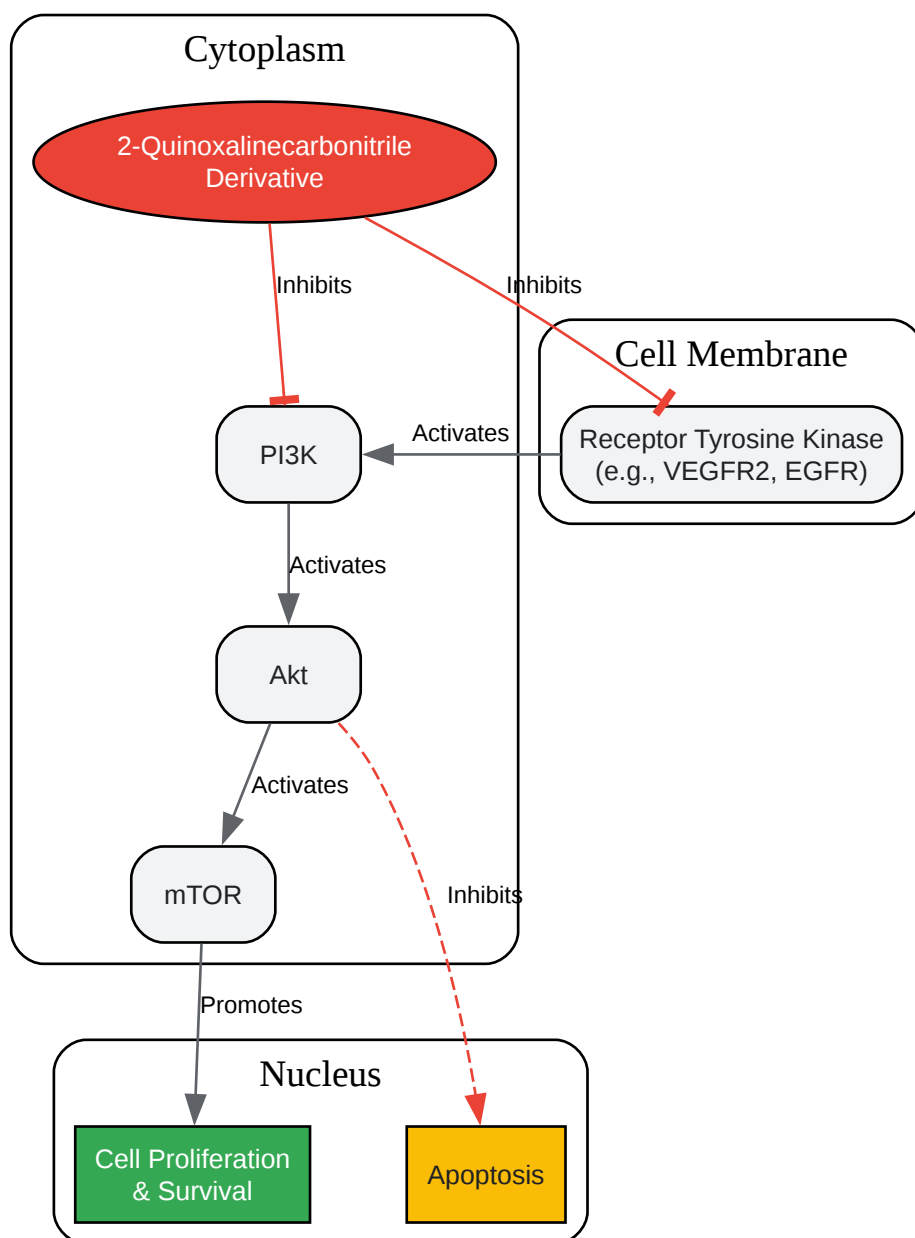 Cytoplasm
2-Quinoxalinecarbonitrile
Derivative
Inhibits
Inhibits
Cell Membrane
Receptor Tyrosine Kinase
(e.g., VEGFR2, EGFR)
Activates
PI3K
Activates
Akt
Activates
mTOR
Inhibits
Promotes
Nucleus
Cell Proliferation
& Survival
Apoptosis